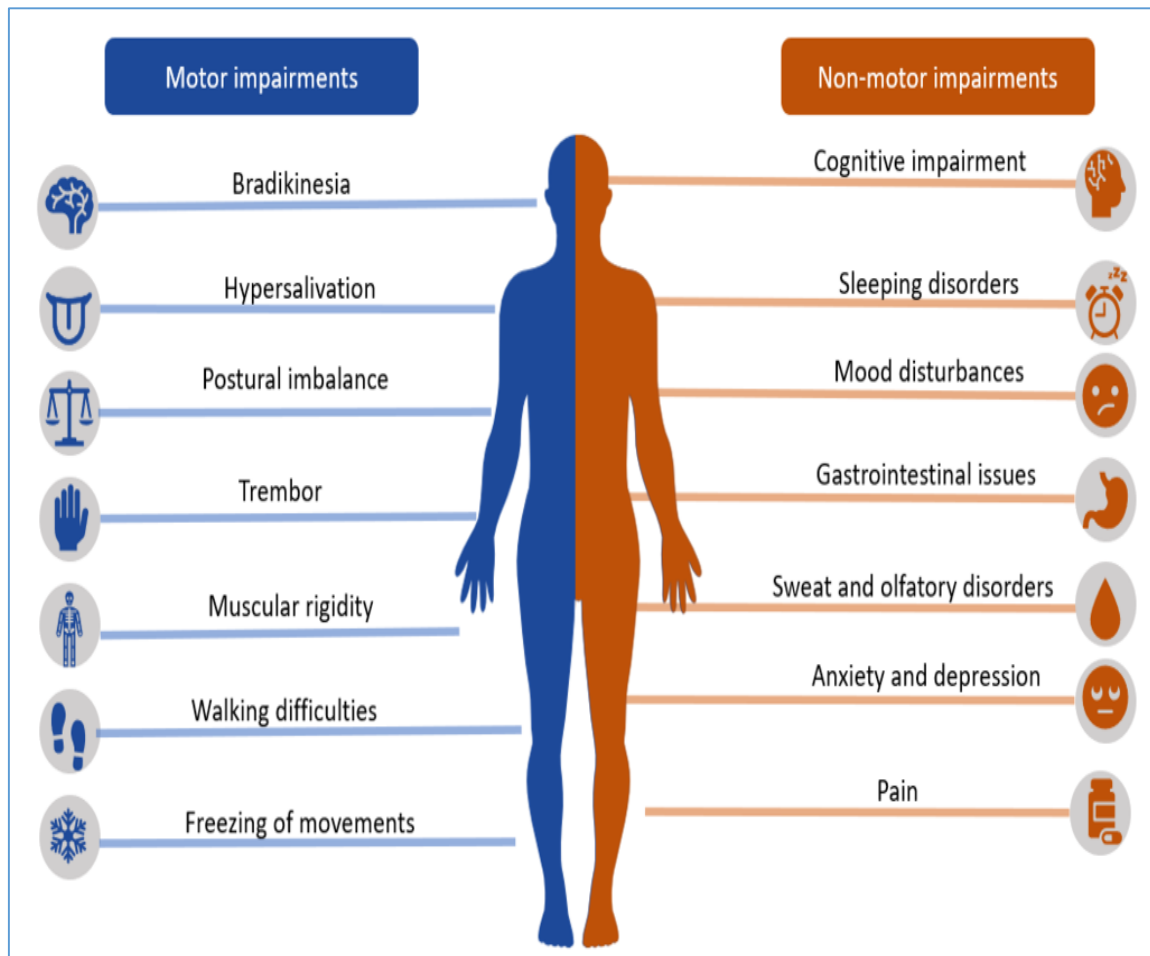 Motor impairments
Bradikinesia
Hypersalivation
Postural imbalance
Trembor
Muscular rigidity
Walking difficulties
Freezing of movements
Non-motor impairments
Cognitive impairment
Sleeping disorders
zzZ
Mood disturbances
Gastrointestinal issues
Sweat and olfatory disorders
Anxiety and depression
Pain